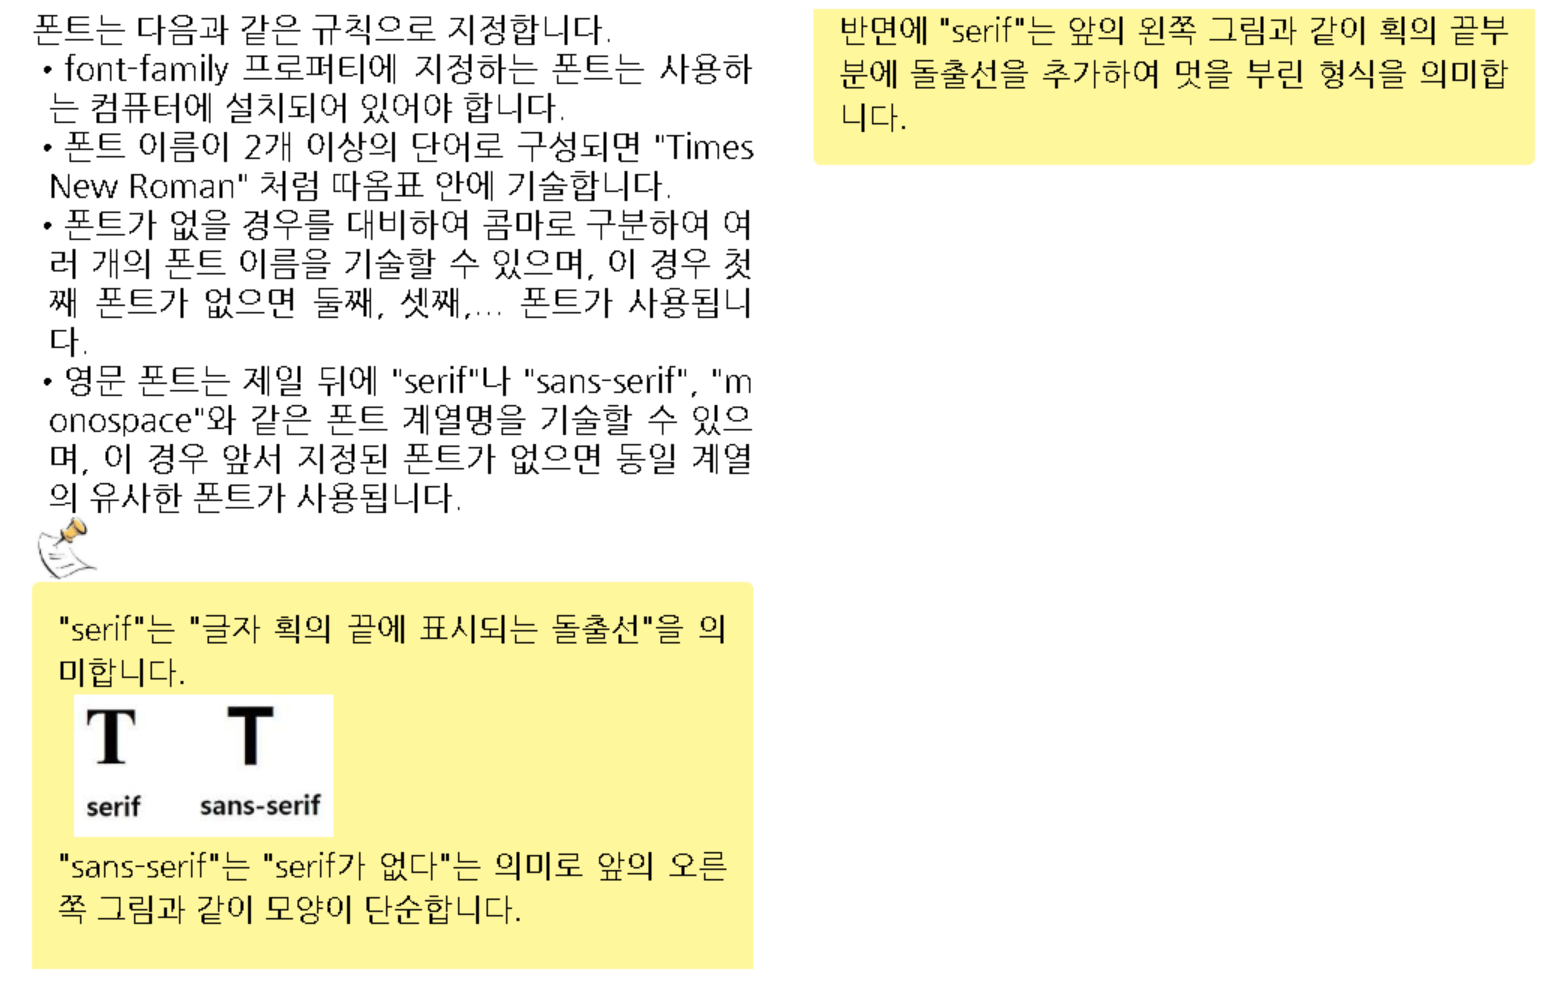 폰트는 다음과 같은 규칙으로 지정합니다.
• font-family 프로퍼티에 지정하는 폰트는 사용하
는 컴퓨터에 설치되어 있어야 합니다.
• 폰트 이름이 2개 이상의 단어로 구성되면 "Times
New Roman" 처럼 따옴표 안에 기술합니다.
• 폰트가 없을 경우를 대비하여 콤마로 구분하여 여
러 개의 폰트 이름을 기술할 수 있으며, 이 경우 첫
째 폰트가 없으면 둘째, 셋째,... 폰트가 사용됩니
다.
• 영문 폰트는 제일 뒤에 "serif"나 "sans-serif", "m
onospace"와 같은 폰트 계열명을 기술할 수 있으
며, 이 경우 앞서 지정된 폰트가 없으면 동일 계열
의 유사한 폰트가 사용됩니다.
"serif"는 "글자 획의 끝에 표시되는 돌출선"을 의
미합니다.
T T
serif sans-serif
"sans-serif"는 "serif가 없다"는 의미로 앞의 오른
쪽 그림과 같이 모양이 단순합니다.
반면에 "serif"는 앞의 왼쪽 그림과 같이 획의 끝부
분에 돌출선을 추가하여 멋을 부린 형식을 의미합
니다.